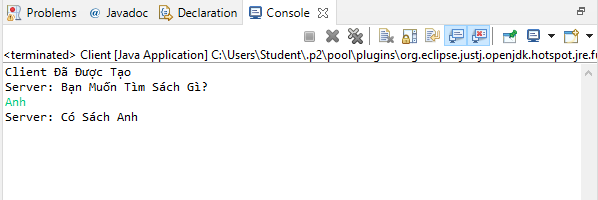 Problems @ Javadoc Declaration Console
<terminated> Client [Java Application] C:\Users\Student\.p2\pool\plugins\org.eclipse.justj.openjdk.hotspot.jre.fu
Client Đã Được Tạo
Server: Bạn Muốn Tìm Sách Gì?
Anh
Server: Có Sách Anh